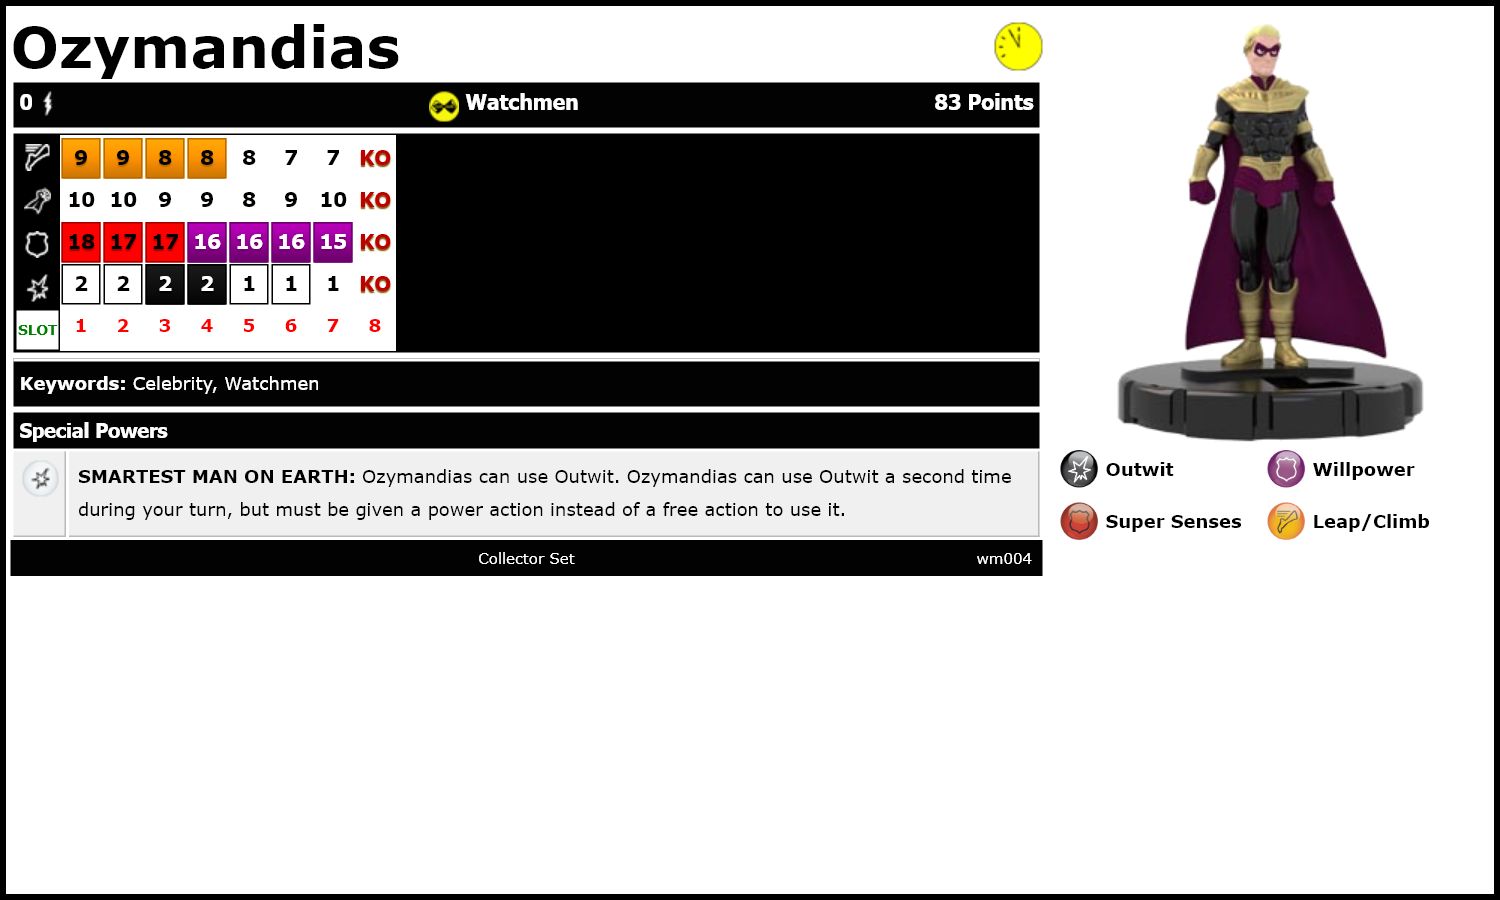 Ozymandias
0 Watchmen 83 Points
9 9 8 8 8 7 7 KO
10 10 9 9 8 9 10 KO
18 17 17 16 16 16 15 KO
2 2 2 2 1 1 1 KO
SLOT 1 2 3 4 5 6 7 8
Keywords: Celebrity, Watchmen
Special Powers
SMARTEST MAN ON EARTH: Ozymandias can use Outwit. Ozymandias can use Outwit a second time
during your turn, but must be given a power action instead of a free action to use it.
Collector Set wm004
Outwit Willpower
Super Senses Leap/Climb